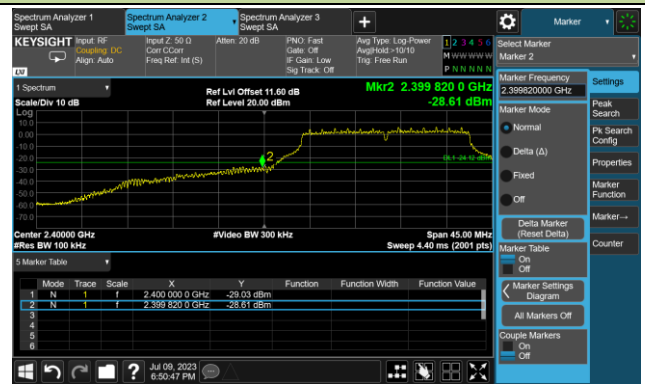 Spectrum Analyzer 1
Swept SA
Spectrum Analyzer 2
Swept SA
Spectrum Analyzer 3
Swept SA
+
Marker
KEYSIGHT
Input: RF
Coupling: DC
Align: Auto
Input Z: 50 Ω
Corr CCorr
Freq Ref: Int (S)
Atten: 20 dB
PNO: Fast
Gate: Off
IF Gain: Low
Sig Track: Off
Avg Type: Log-Power
Avg|Hold:>10/10
Trig: Free Run
1 2 3 4 5 6
M W W W W W
P N N N N N
LXI
Select Marker
Marker 2
1 Spectrum
Scale/Div 10 dB
Ref Lvl Offset 11.60 dB
Ref Level 20.00 dBm
Mkr2 2.399 820 0 GHz
-28.61 dBm
Log
10.0
0.00
-10.0
-20.0
-30.0
-40.0
-50.0
-60.0
-70.0
2
DL1 -24.12 dBm
Center 2.40000 GHz
#Res BW 100 kHz
#Video BW 300 kHz
Span 45.00 MHz
Sweep 4.40 ms (2001 pts)
5 Marker Table
Mode Trace Scale X Y Function Function Width Function Value
1 N 1 f 2.400 000 0 GHz -29.03 dBm
2 N 1 f 2.399 820 0 GHz -28.61 dBm
3
4
5
6
Marker Frequency
2.399820000 GHz
Marker Mode
Normal
Delta (Δ)
Fixed
Off
Delta Marker
(Reset Delta)
Marker Table
On
Off
Marker Settings
Diagram
All Markers Off
Couple Markers
On
Off
Settings
Peak
Search
Pk Search
Config
Properties
Marker
Function
Marker→
Counter
?
Jul 09, 2023
6:50:47 PM